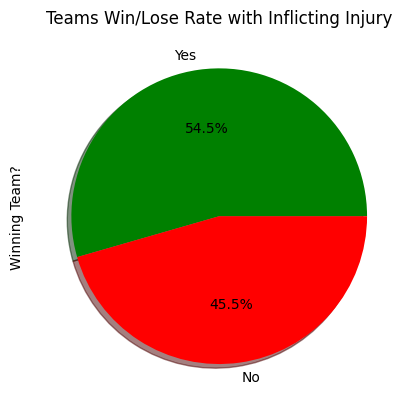 Teams Win/Lose Rate with Inflicting Injury
Yes
54.5%
Winning Team?
45.5%
No